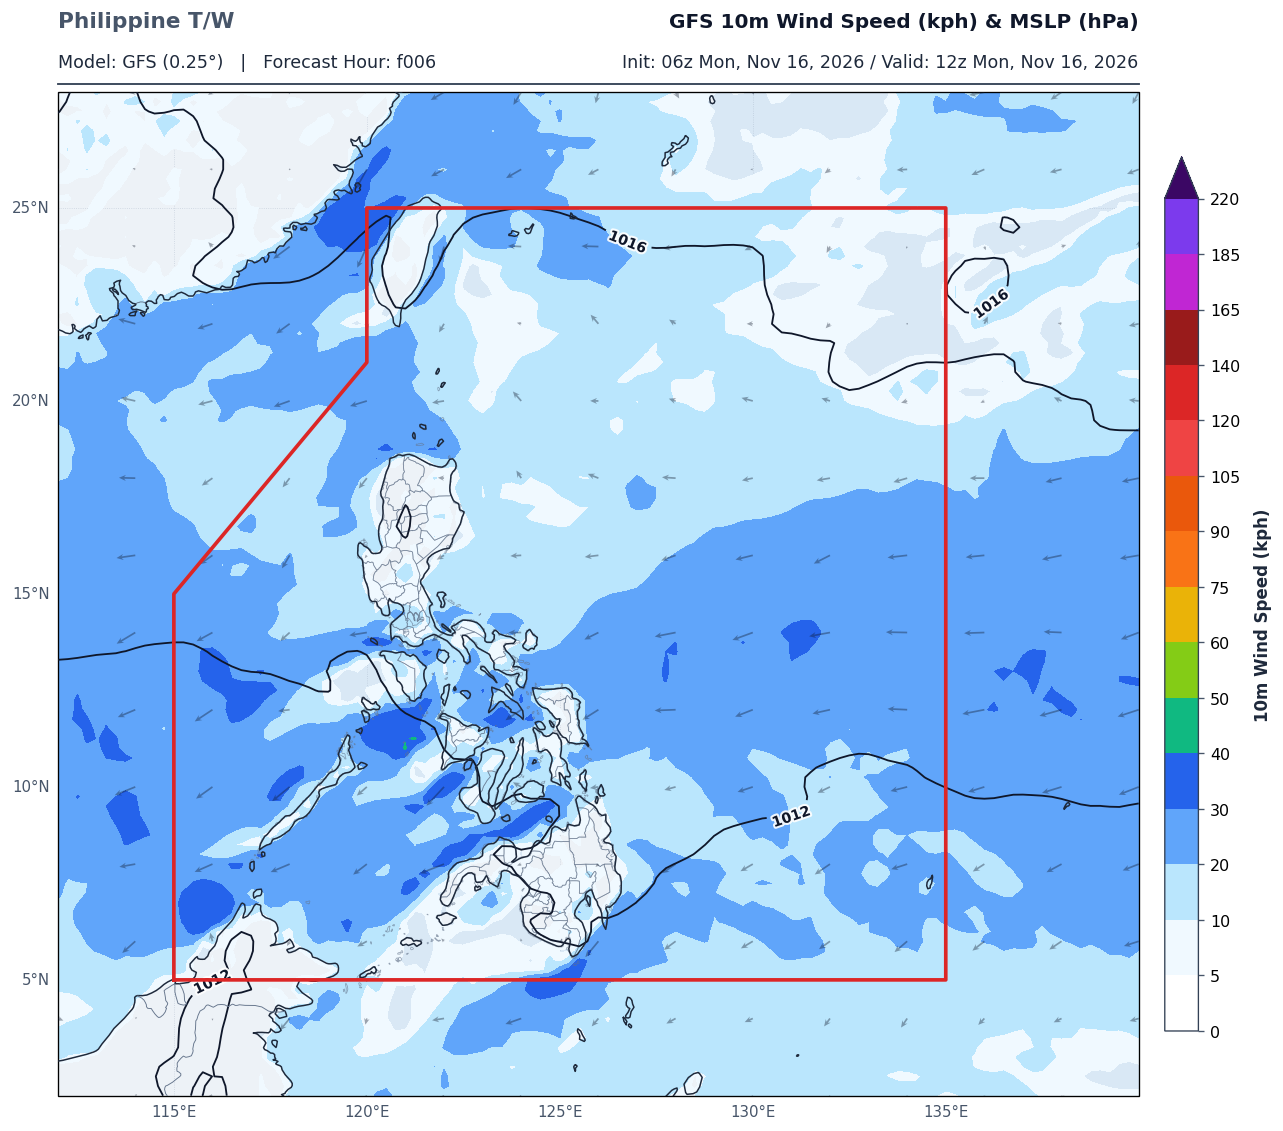 Philippine T/W
GFS 10m Wind Speed (kph) & MSLP (hPa)
Model: GFS (0.25°) | Forecast Hour: f006
Init: 06z Mon, Nov 16, 2026 / Valid: 12z Mon, Nov 16, 2026
25°N
20°N
15°N
10°N
5°N
115°E
120°E
125°E
130°E
135°E
1016
1016
1012
1012
220
185
165
140
120
105
90
75
60
50
40
30
20
10
5
0
10m Wind Speed (kph)